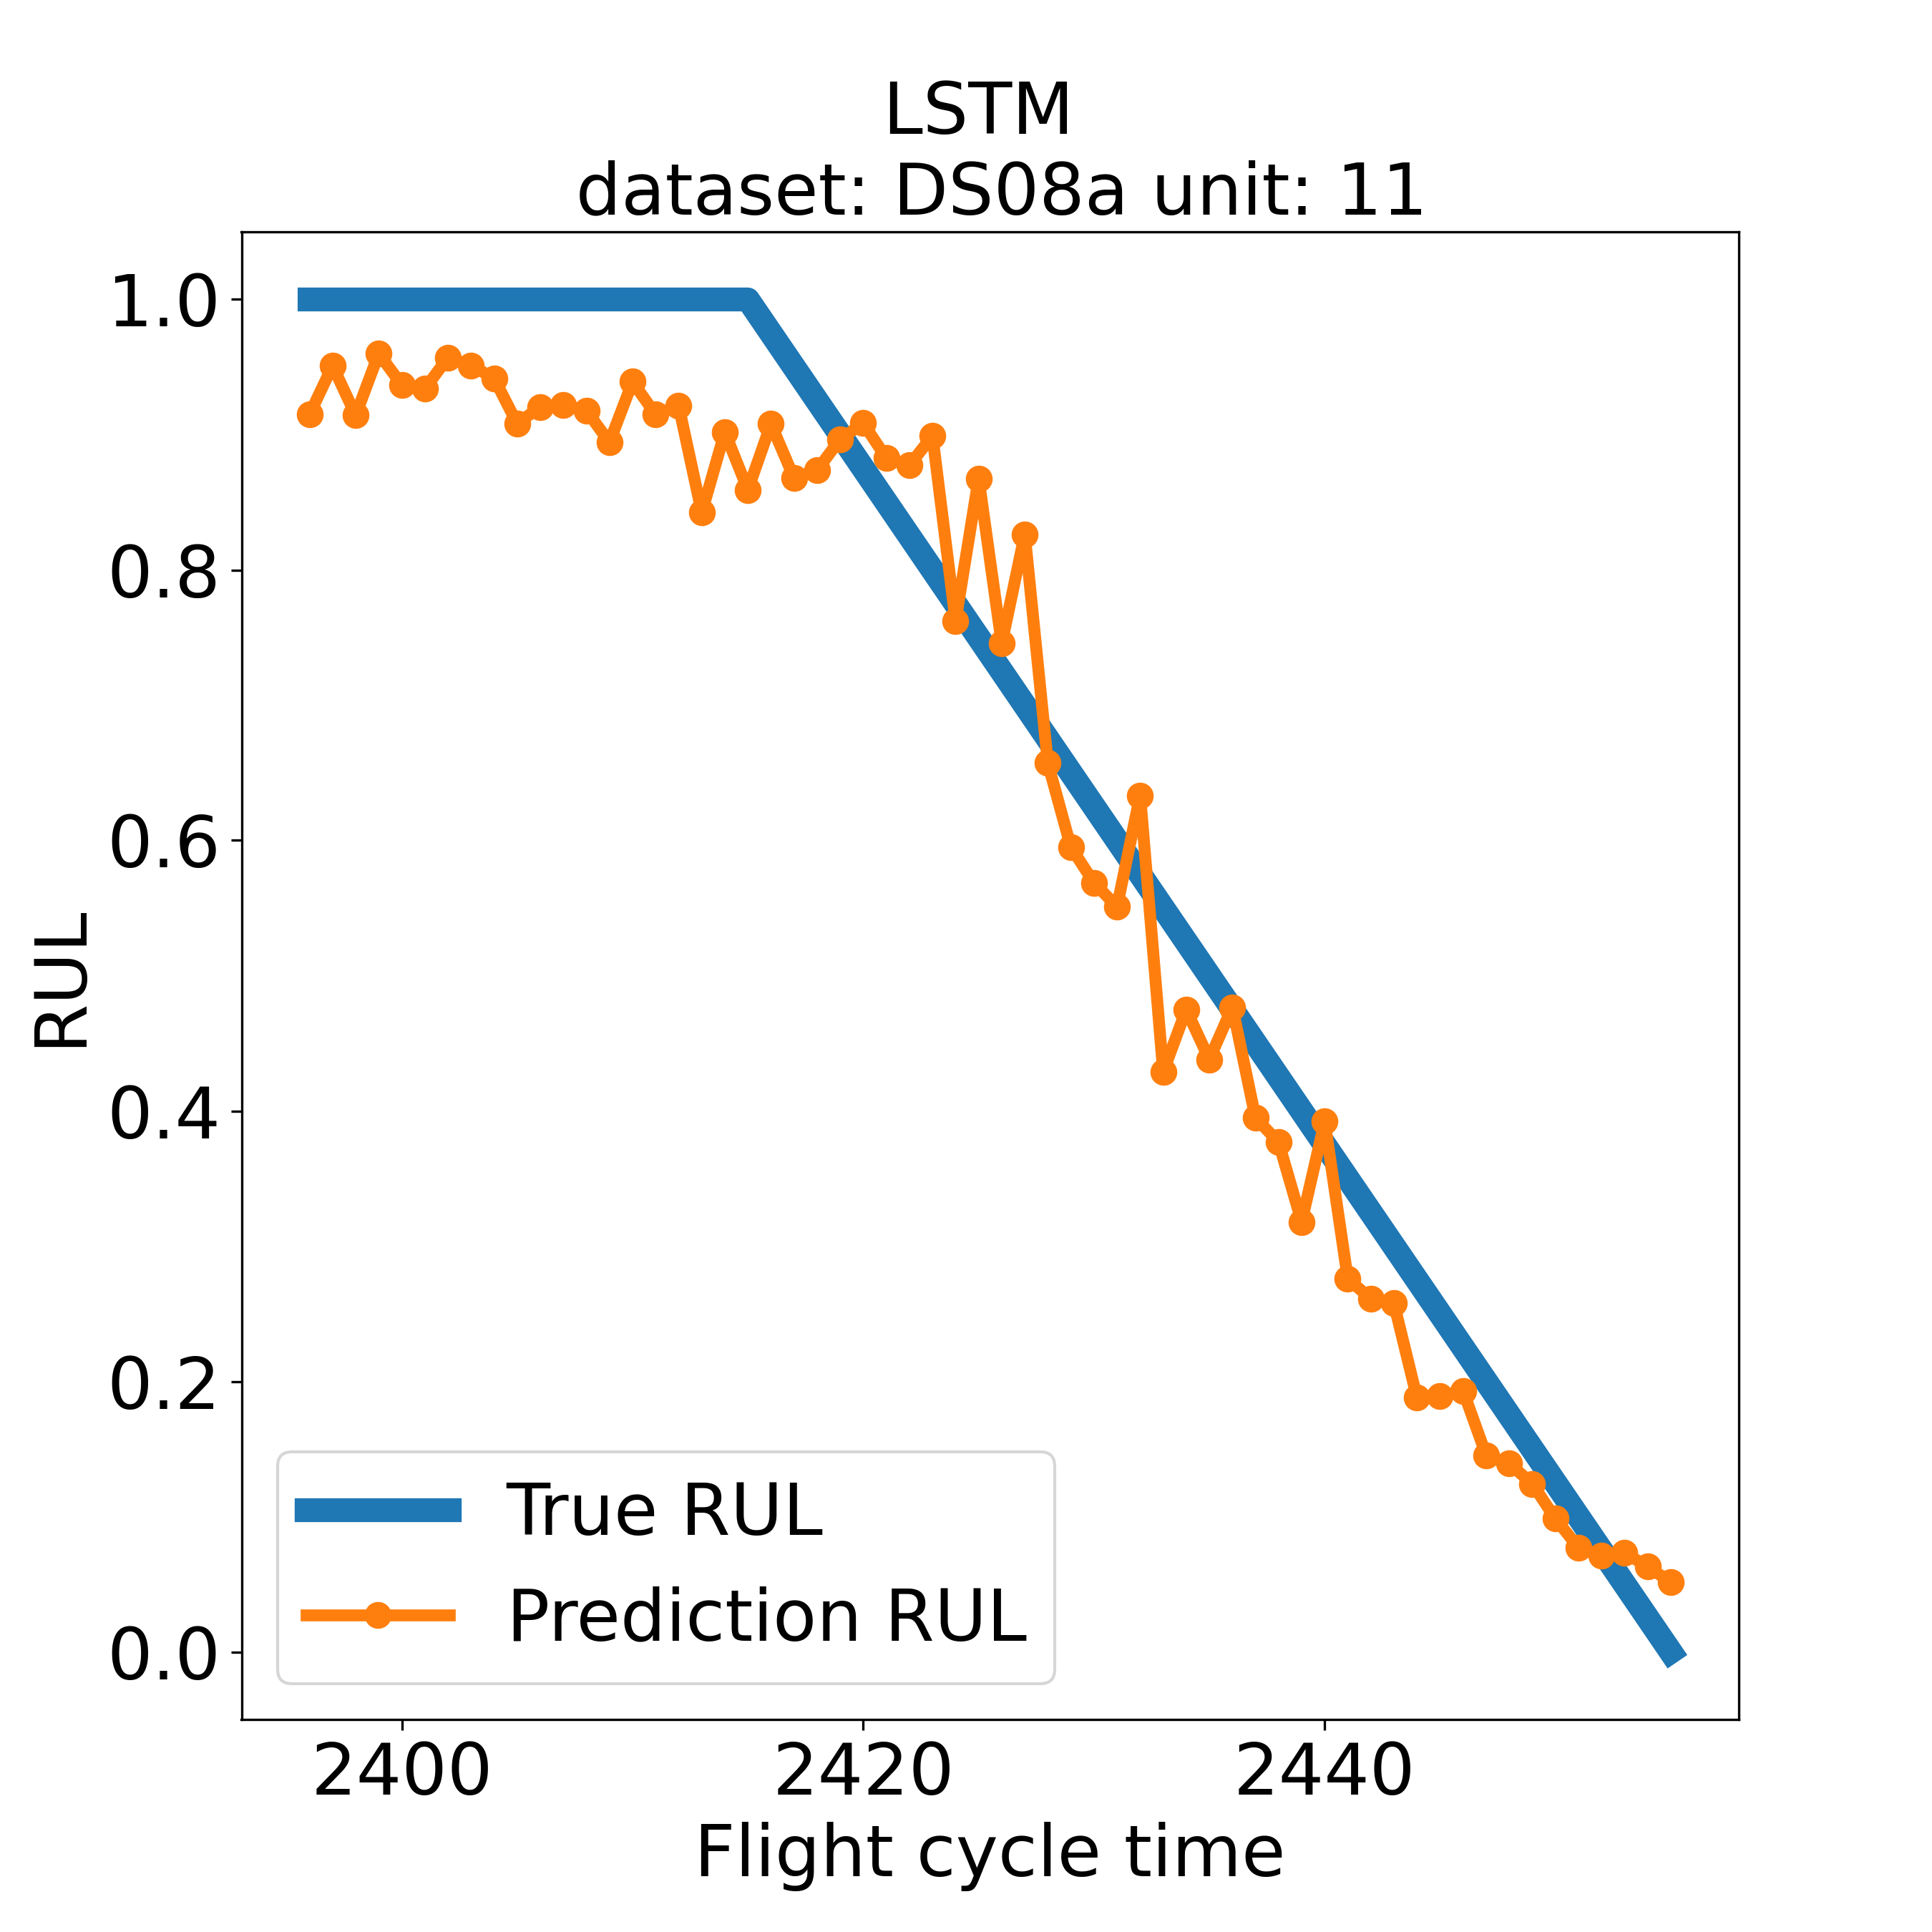 LSTM
dataset: DS08a unit: 11
1.0
0.8
0.6
0.4
0.2
0.0
RUL
True RUL
Prediction RUL
2400 2420 2440
Flight cycle time